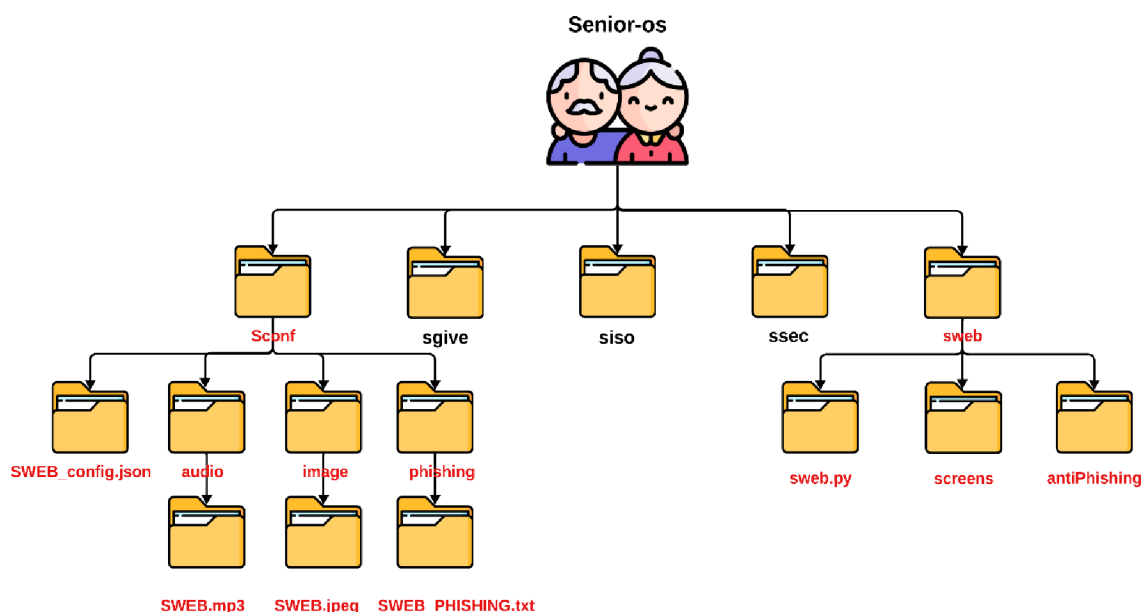 Senior-os
Sconf
sgive
siso
ssec
sweb
SWEB_config.json
audio
image
phishing
sweb.py
screens
antiPhishing
SWEB.mp3
SWEB.jpeg
SWEB_PHISHING.txt